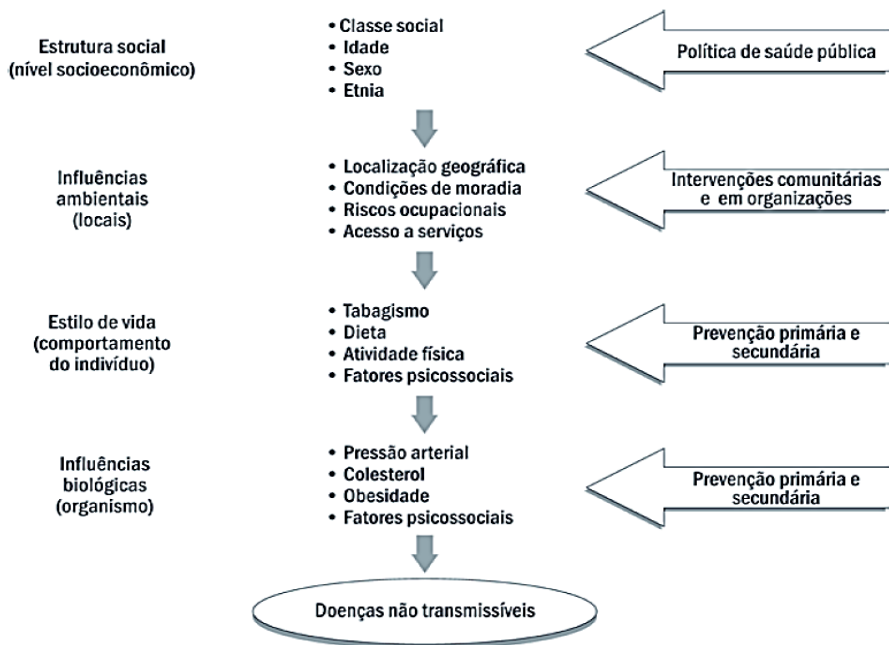 Estrutura social
(nível socioeconômico)
• Classe social
• Idade
• Sexo
• Etnia
Política de saúde pública
Influências
ambientais
(locais)
• Localização geográfica
• Condições de moradia
• Riscos ocupacionais
• Acesso a serviços
Intervenções comunitárias
e em organizações
Estilo de vida
(comportamento
do indivíduo)
• Tabagismo
• Dieta
• Atividade física
• Fatores psicossociais
Prevenção primária e
secundária
Influências
biológicas
(organismo)
• Pressão arterial
• Colesterol
• Obesidade
• Fatores psicossociais
Prevenção primária e
secundária
Doenças não transmissíveis